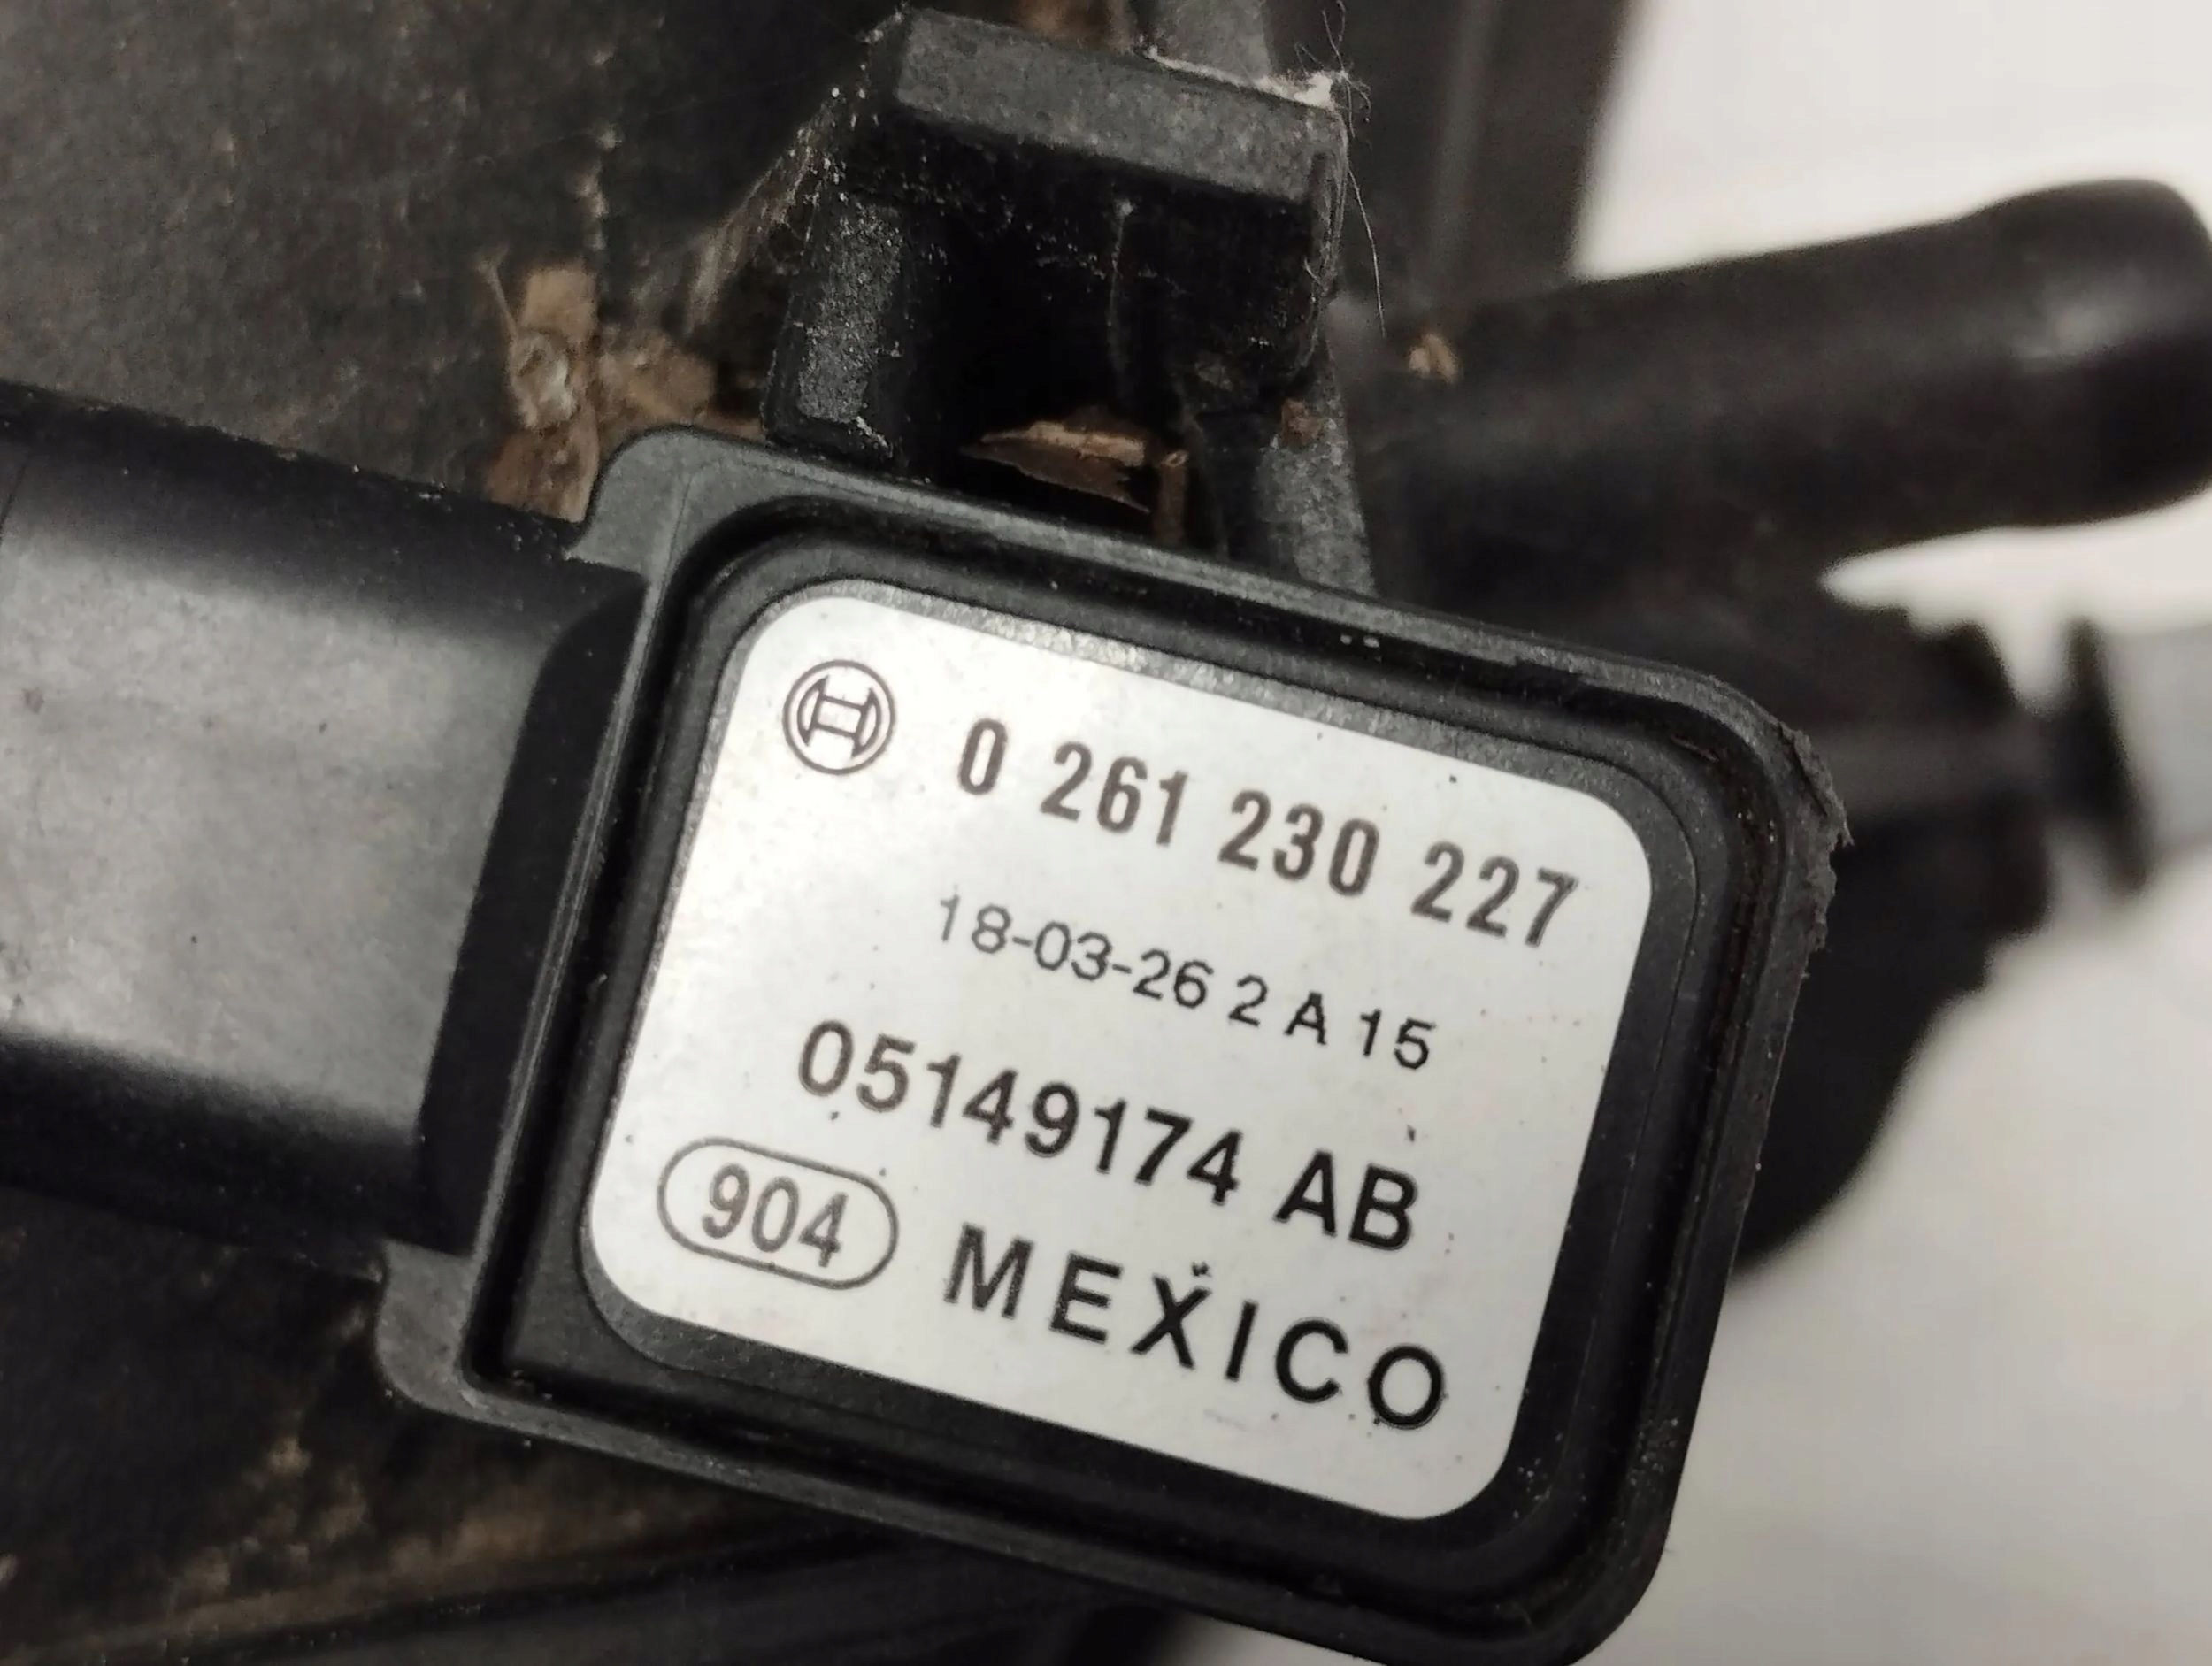 0 261 230 227
18-03-26 2 A 15
05149174 AB
904 MEXICO